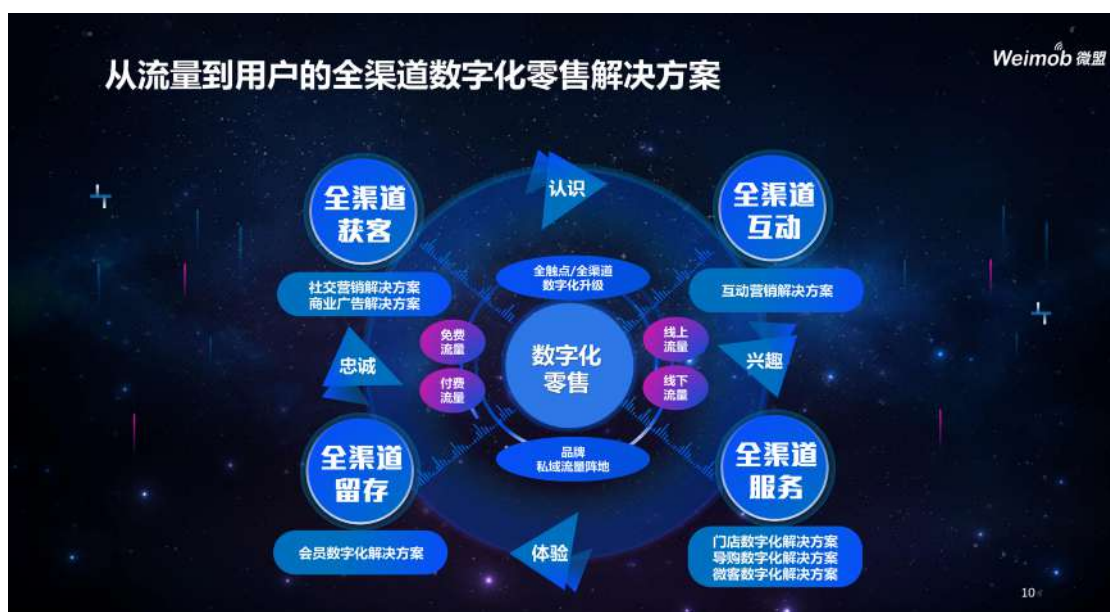 从流量到用户的全渠道数字化零售解决方案
Weimob 微盟
全渠道
获客
社交营销解决方案
商业广告解决方案
认识
全渠道
互动
互动营销解决方案
全触点/全渠道
数字化升级
免费
流量
付费
流量
数字化
零售
线上
流量
线下
流量
忠诚
兴趣
品牌
私域流量阵地
全渠道
留存
会员数字化解决方案
体验
全渠道
服务
门店数字化解决方案
导购数字化解决方案
微客数字化解决方案
10